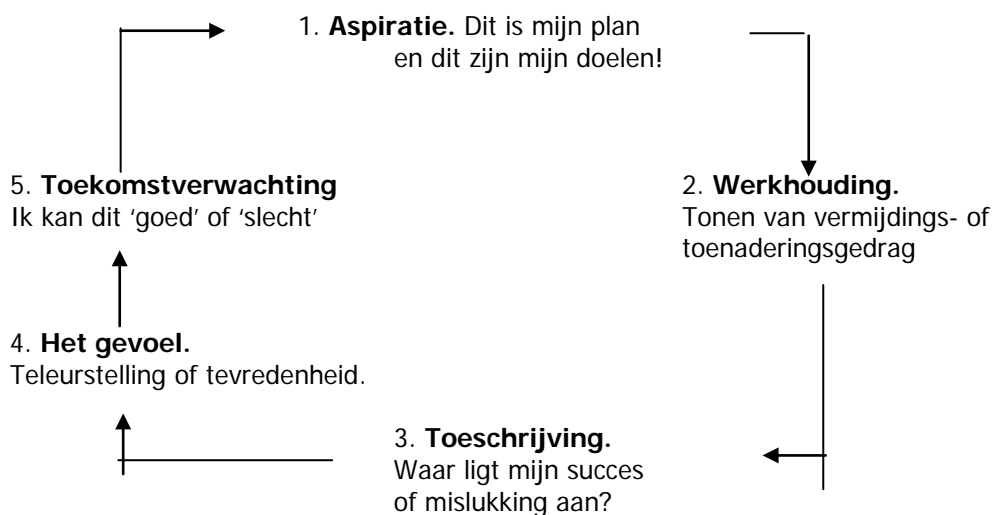 1. Aspiratie. Dit is mijn plan
en dit zijn mijn doelen!
2. Werkhouding.
Tonen van vermijdings- of
toenaderingsgedrag
3. Toeschrijving.
Waar ligt mijn succes
of mislukking aan?
4. Het gevoel.
Teleurstelling of tevredenheid.
5. Toekomstverwachting
Ik kan dit ‘goed’ of ‘slecht’